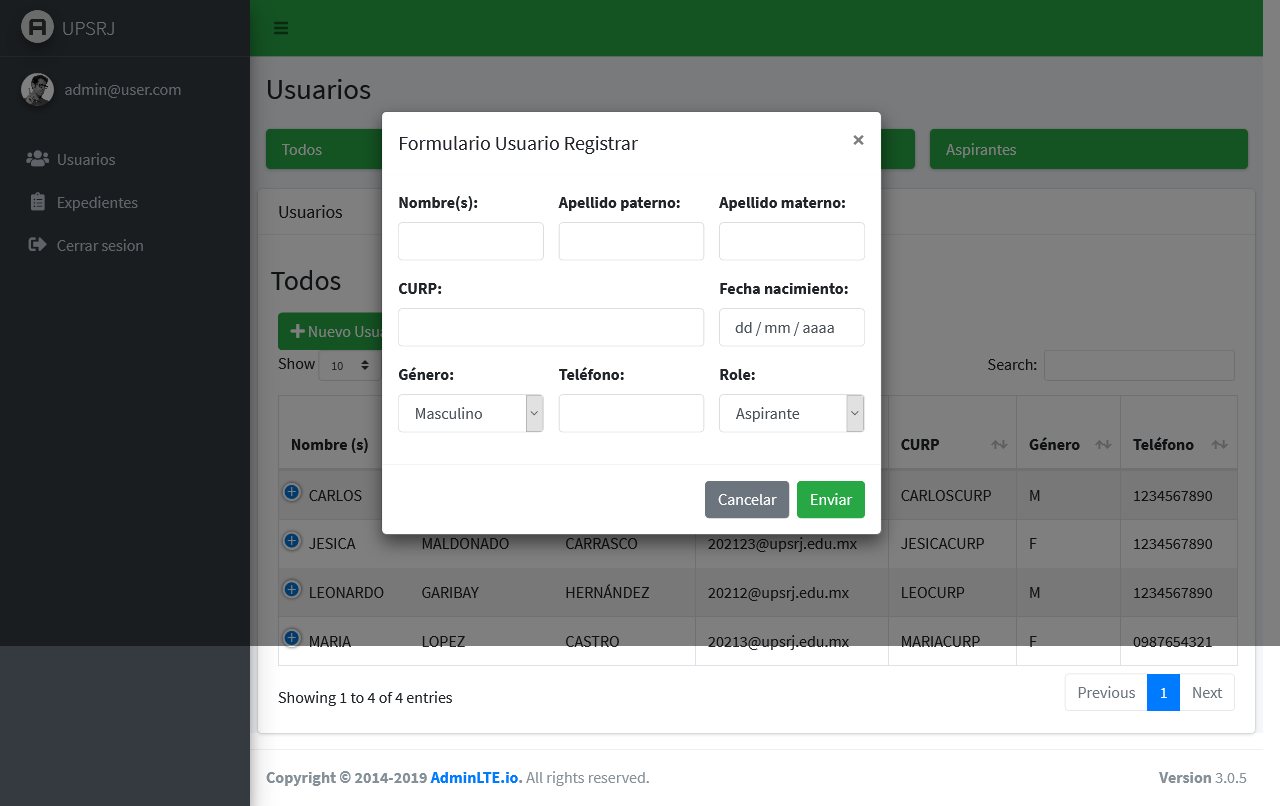 UPSRJ
admin@user.com
Usuarios
Expedientes
Cerrar sesion
Usuarios
Todos
Aspirantes
Usuarios
Todos
Nuevo Usua
Show 10
Search:
Formulario Usuario Registrar ×
Nombre(s): Apellido paterno: Apellido materno:
CURP: Fecha nacimiento:
dd / mm / aaaa
Género: Teléfono: Role:
Masculino Aspirante
Cancelar Enviar
Nombre (s) CURP Género Teléfono
CARLOS CARLOSCURP M 1234567890
JESICA MALDONADO CARRASCO 202123@upsrj.edu.mx JESICACURP F 1234567890
LEONARDO GARIBAY HERNÁNDEZ 20212@upsrj.edu.mx LEOCURP M 1234567890
MARIA LOPEZ CASTRO 20213@upsrj.edu.mx MARIACURP F 0987654321
Showing 1 to 4 of 4 entries
Previous 1 Next
Copyright © 2014-2019 AdminLTE.io. All rights reserved.
Version 3.0.5